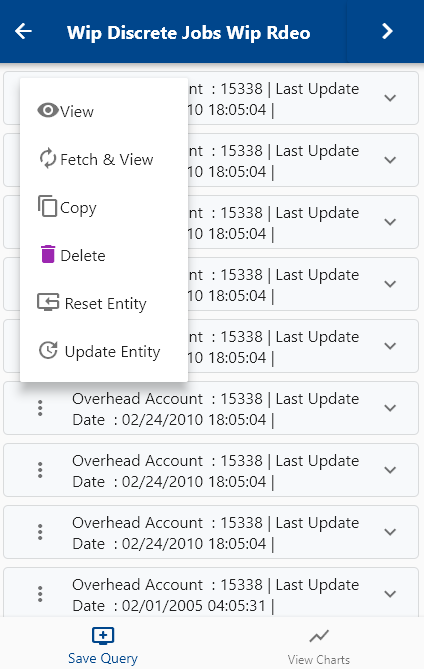 Wip Discrete Jobs Wip Rdeo
nt : 15338 | Last Update
10 18:05:04 |
View
nt : 15338 | Last Update
10 18:05:04 |
Fetch & View
nt : 15338 | Last Update
10 18:05:04 |
Copy
nt : 15338 | Last Update
10 18:05:04 |
Delete
nt : 15338 | Last Update
10 18:05:04 |
Reset Entity
Update Entity
Overhead Account : 15338 | Last Update
Date : 02/24/2010 18:05:04 |
Overhead Account : 15338 | Last Update
Date : 02/24/2010 18:05:04 |
Overhead Account : 15338 | Last Update
Date : 02/24/2010 18:05:04 |
Overhead Account : 15338 | Last Update
Date : 02/01/2005 04:05:31 |
Save Query
View Charts